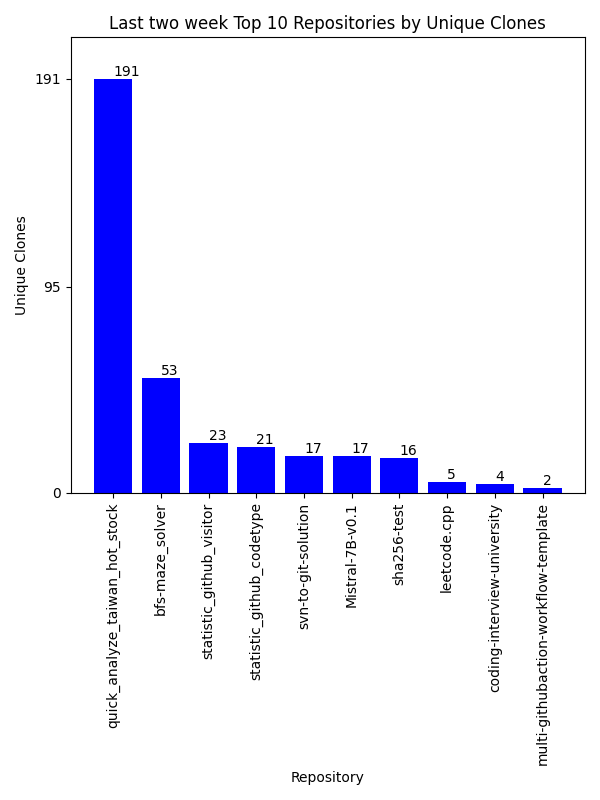 Last two week Top 10 Repositories by Unique Clones
Unique Clones
191
95
0
191
53
23
21
17
17
16
5
4
2
quick_analyze_taiwan_hot_stock
bfs-maze_solver
statistic_github_visitor
statistic_github_codetype
svn-to-git-solution
Mistral-7B-v0.1
sha256-test
leetcode.cpp
coding-interview-university
multi-githubaction-workflow-template
Repository